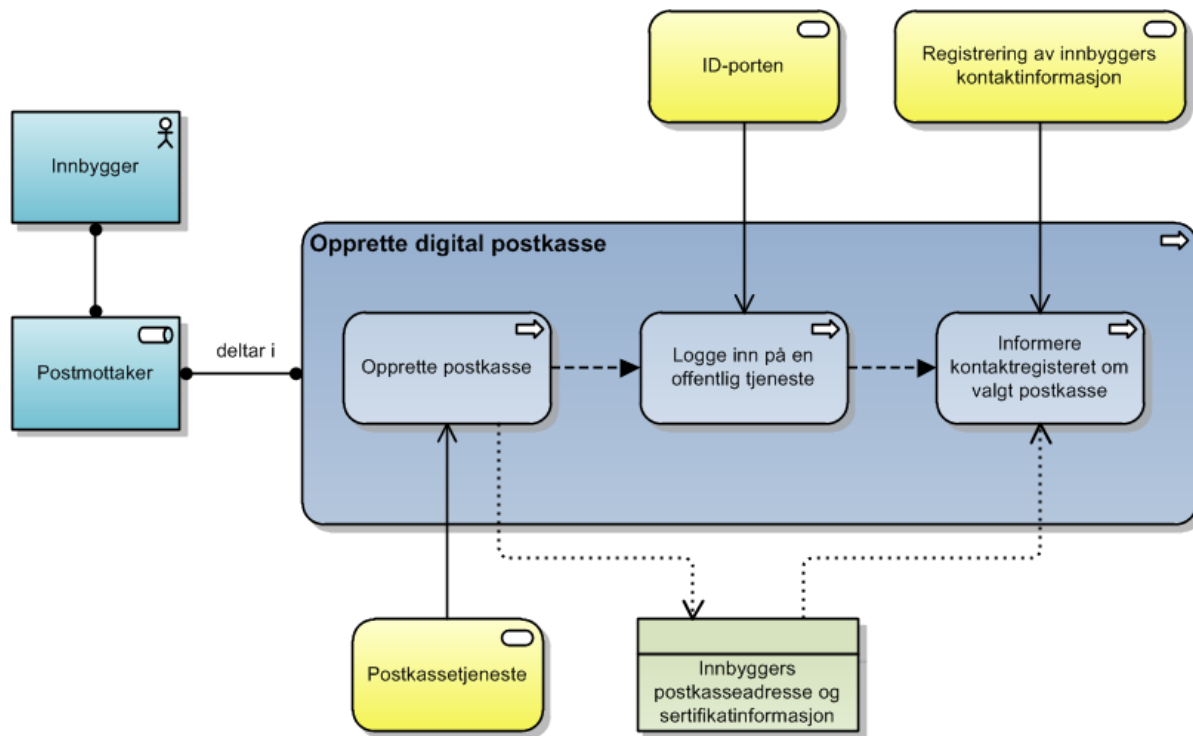 ID-porten
Registrering av innbyggers
kontaktinformasjon
Innbygger
Opprette digital postkasse
Postmottaker
deltar i
Opprette postkasse
Logge inn på en
offentlig tjeneste
Informere
kontaktregisteret om
valgt postkasse
Postkassetjeneste
Innbyggers
postkasseadresse og
sertifikatinformasjon